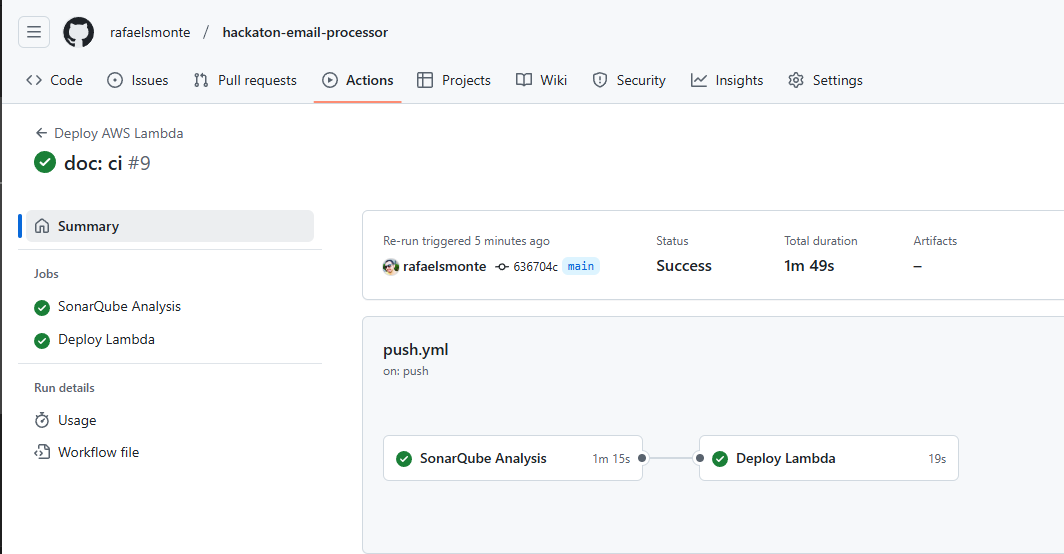 rafaelsmonte / hackaton-email-processor
Code Issues Pull requests Actions Projects Wiki Security Insights Settings
Deploy AWS Lambda
doc: ci #9
Summary
Jobs
SonarQube Analysis
Deploy Lambda
Run details
Usage
Workflow file
Re-run triggered 5 minutes ago
rafaelsmonte 636704c main
Status
Success
Total duration
1m 49s
Artifacts
–
push.yml
on: push
SonarQube Analysis 1m 15s
Deploy Lambda 19s